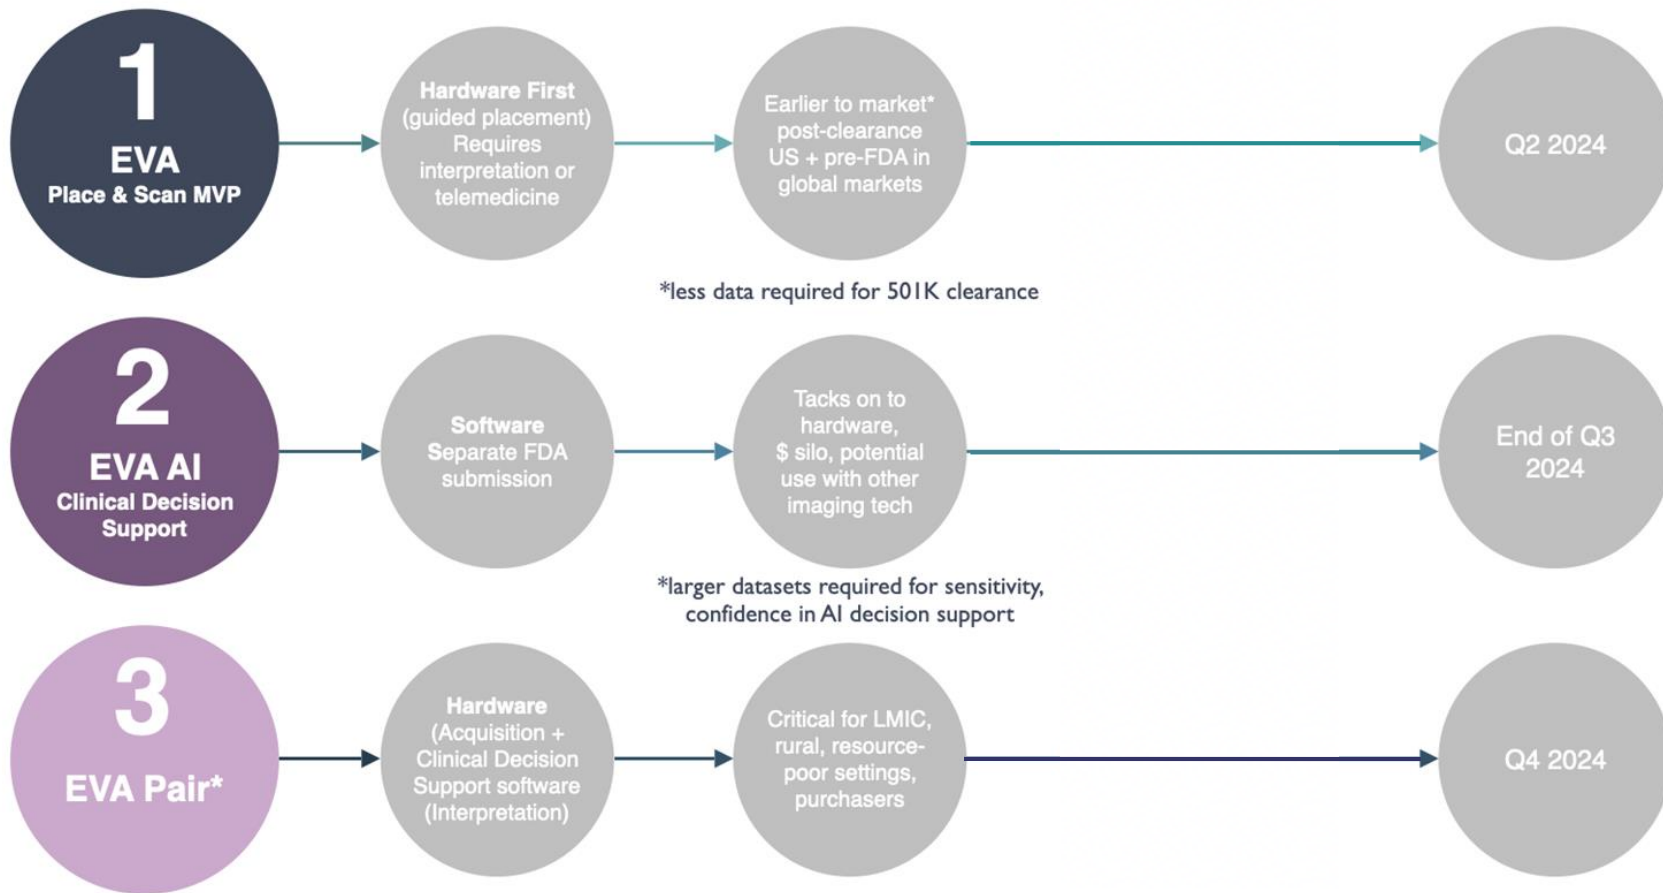 1
EVA
Place & Scan MVP
Hardware First
(guided placement)
Requires
interpretation or
telemedicine
Earlier to market*
post-clearance
US + pre-FDA in
global markets
Q2 2024
*less data required for 501K clearance
2
EVA AI
Clinical Decision
Support
Software
Separate FDA
submission
Tacks on to
hardware,
$ silo, potential
use with other
imaging tech
End of Q3
2024
*larger datasets required for sensitivity,
confidence in AI decision support
3
EVA Pair*
Hardware
(Acquisition +
Clinical Decision
Support software
(Interpretation)
Critical for LMIC,
rural, resource-
poor settings,
purchasers
Q4 2024